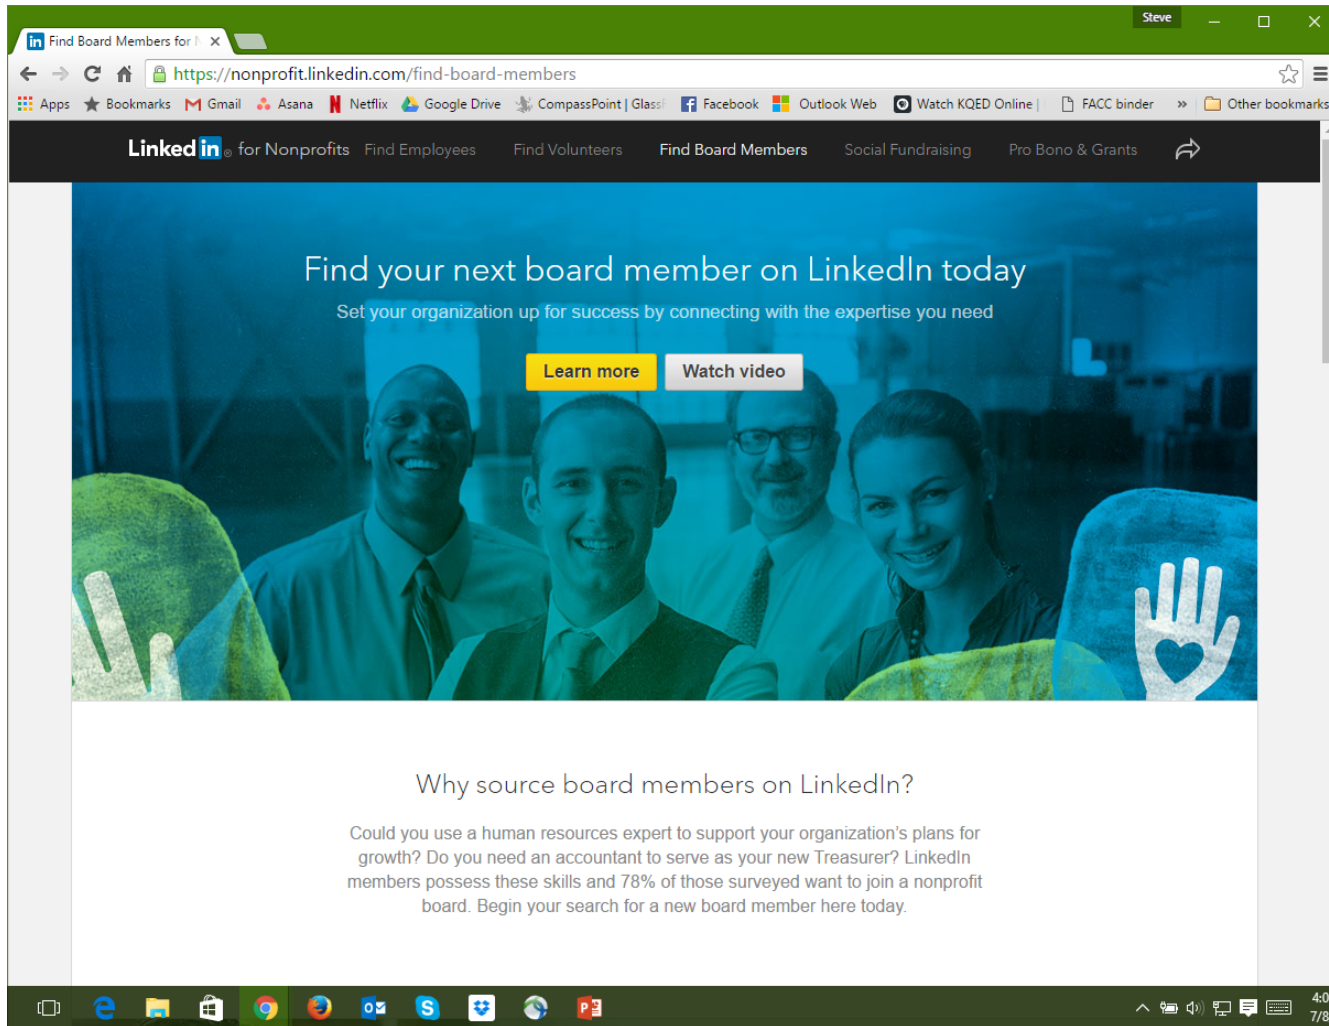 Steve
Find Board Members for N
https://nonprofit.linkedin.com/find-board-members
Apps Bookmarks Gmail Asana Netflix Google Drive CompassPoint | Glass Facebook Outlook Web Watch KQED Online | FACC binder » Other bookmarks
Linked in ® for Nonprofits Find Employees Find Volunteers Find Board Members Social Fundraising Pro Bono & Grants
Find your next board member on LinkedIn today
Set your organization up for success by connecting with the expertise you need
Learn more Watch video
Why source board members on LinkedIn?
Could you use a human resources expert to support your organization's plans for
growth? Do you need an accountant to serve as your new Treasurer? LinkedIn
members possess these skills and 78% of those surveyed want to join a nonprofit
board. Begin your search for a new board member here today.
4:0
7/8